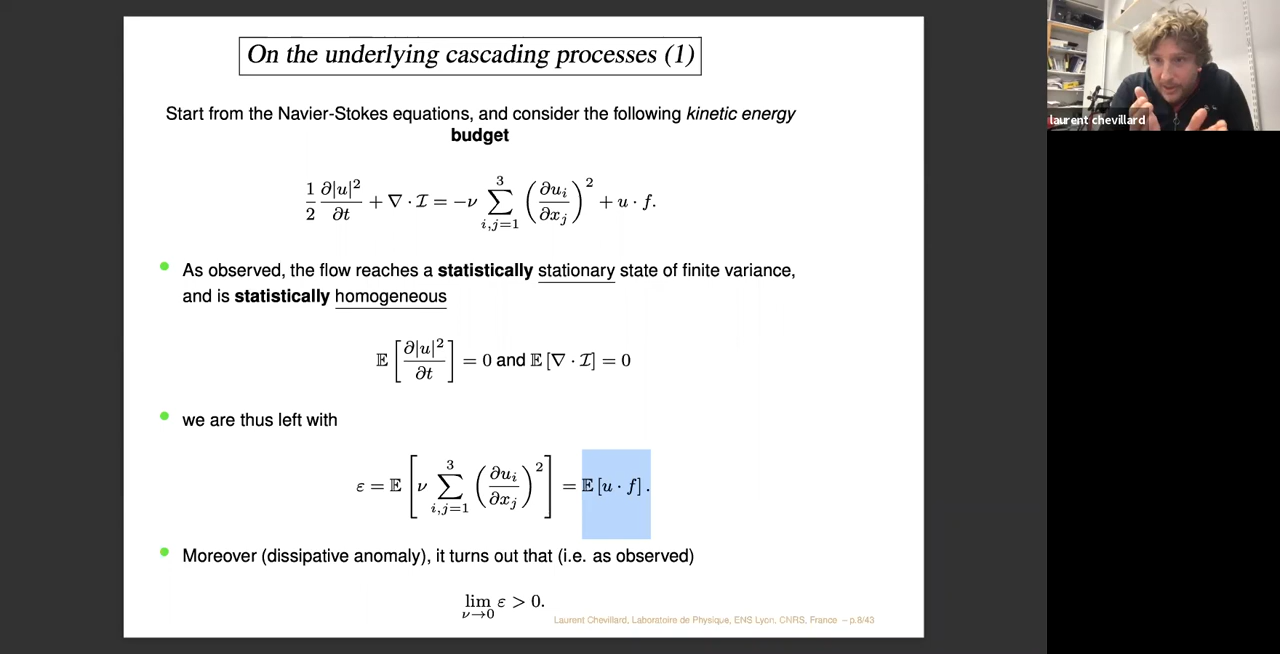 On the underlying cascading processes (1)
laurent chevillard
Start from the Navier-Stokes equations, and consider the following kinetic energy
budget
1/2 ∂|u|²/∂t + ∇ · ℐ = −ν ∑_{i,j=1}^{3} (∂u_i/∂x_j)² + u · f.
As observed, the flow reaches a statistically stationary state of finite variance,
and is statistically homogeneous
𝔼 [∂|u|²/∂t] = 0 and 𝔼 [∇ · ℐ] = 0
we are thus left with
ε = 𝔼 [ν ∑_{i,j=1}^{3} (∂u_i/∂x_j)²] = 𝔼 [u · f].
Moreover (dissipative anomaly), it turns out that (i.e. as observed)
lim_{ν→0} ε > 0.
Laurent Chevillard, Laboratoire de Physique, ENS Lyon, CNRS, France – p.8/43